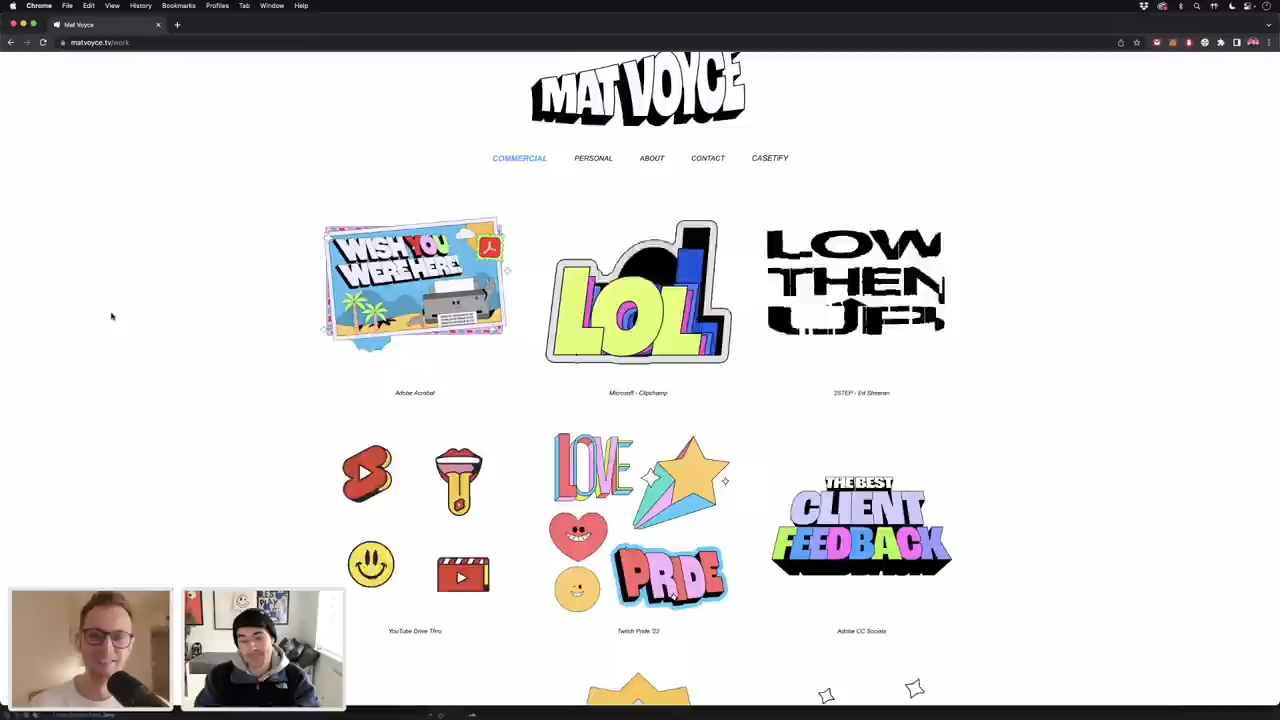 Chrome File Edit View History Bookmarks Profiles Tab Window Help
Mat Voyce
matvoyce.tv/work
MAT VOYCE
COMMERCIAL PERSONAL ABOUT CONTACT CASETiFY
WISH YOU
WERE HERE!
LOL
LOW
THEN
UP
Adobe Acrobat
Microsoft - Clipchamp
2STEP - Ed Sheeran
LOVE
PRIDE
THE BEST
CLIENT
FEEDBACK
YouTube Drive Thru
Twitch Pride '22
Adobe CC Socials